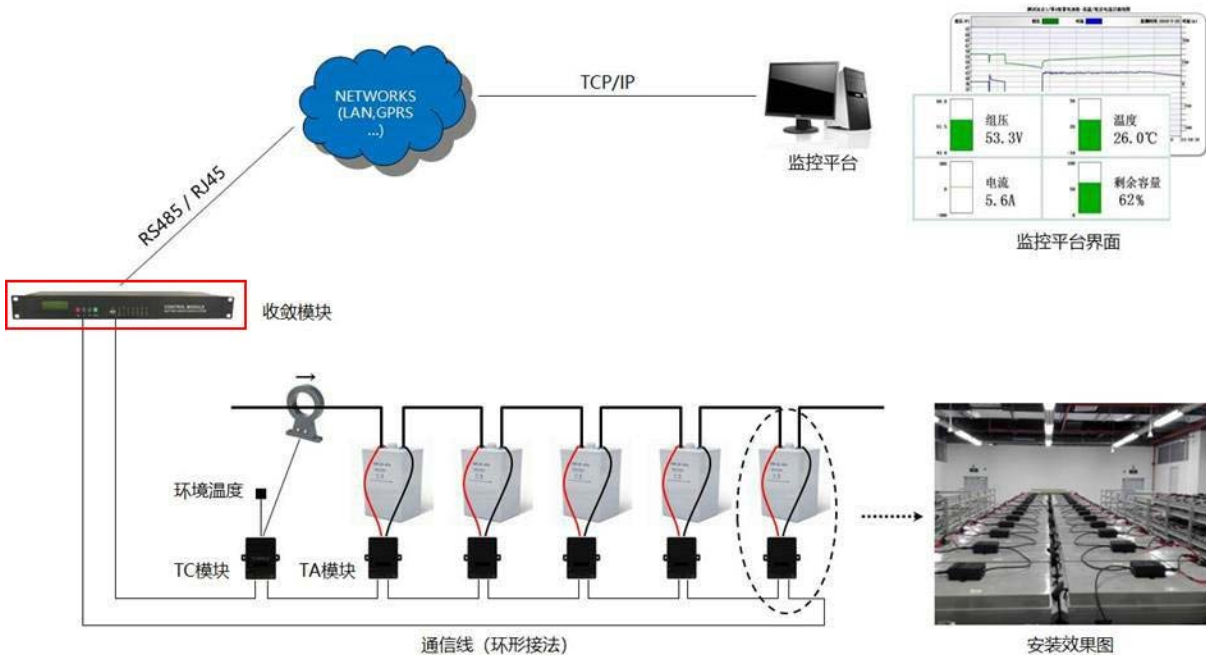 NETWORKS
(LAN,GPRS
...)
TCP/IP
监控平台
组压
53.3V
温度
26.0℃
电流
5.6A
剩余容量
62%
监控平台界面
RS485 / RJ45
CONTROL MODULE
收敛模块
→
环境温度
TC模块
TA模块
通信线（环形接法）
安装效果图